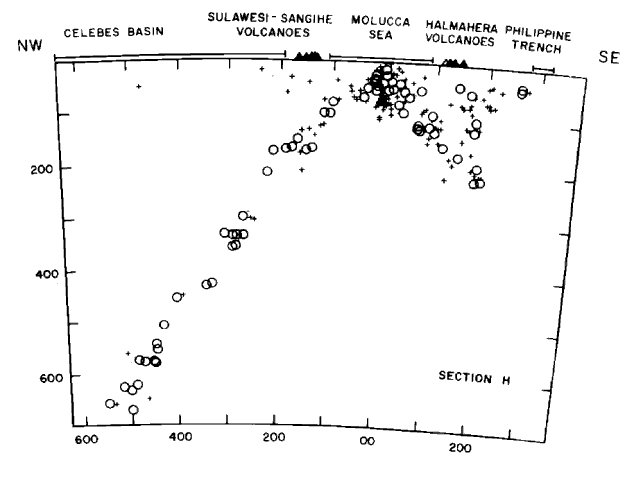 NW
CELEBES BASIN
SULAWESI-SANGIHE
VOLCANOES
MOLUCCA
SEA
HALMAHERA
VOLCANOES
PHILIPPINE
TRENCH
SE
200
400
600
SECTION H
600 400 200 00 200